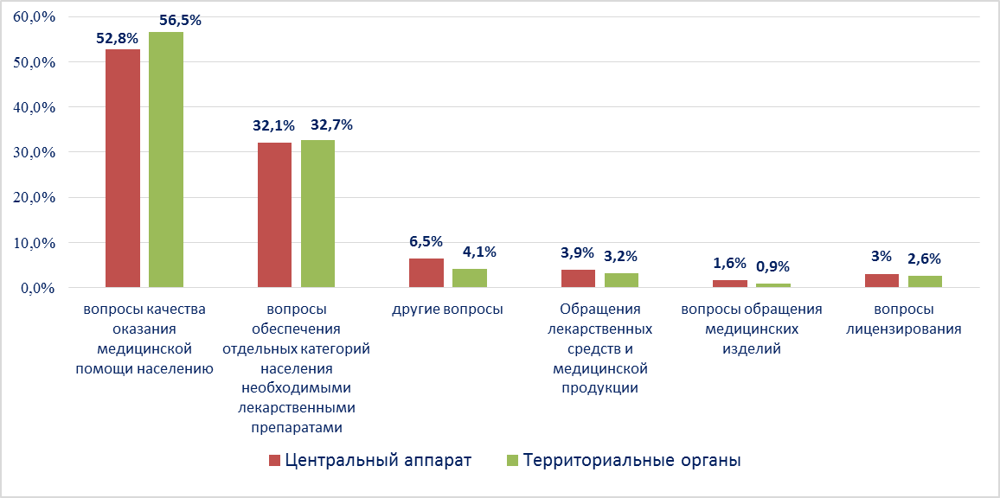 60,0%
50,0%
40,0%
30,0%
20,0%
10,0%
0,0%
52,8%
56,5%
32,1%
32,7%
6,5%
4,1%
3,9%
3,2%
1,6%
0,9%
3%
2,6%
вопросы качества
оказания
медицинской
помощи населению
вопросы
обеспечения
отдельных категорий
населения
необходимыми
лекарственными
препаратами
другие вопросы
Обращения
лекарственных
средств и
медицинской
продукции
вопросы обращения
медицинских
изделий
вопросы
лицензирования
Центральный аппарат
Территориальные органы